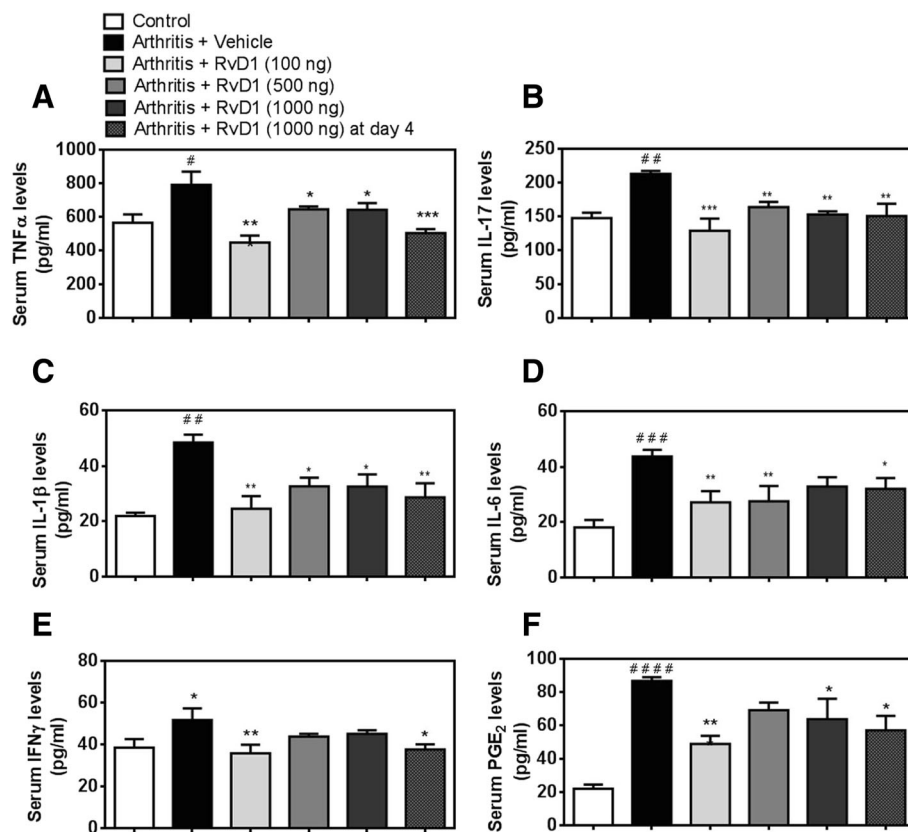 Control
Arthritis + Vehicle
Arthritis + RvD1 (100 ng)
Arthritis + RvD1 (500 ng)
Arthritis + RvD1 (1000 ng)
Arthritis + RvD1 (1000 ng) at day 4
A
Serum TNFα levels
(pg/ml)
1000
800
600
400
200
0
#
**
*
*
***
B
Serum IL-17 levels
(pg/ml)
250
200
150
100
50
0
##
***
**
**
**
C
Serum IL-1β levels
(pg/ml)
60
40
20
0
##
**
*
*
**
D
Serum IL-6 levels
(pg/ml)
60
40
20
0
###
**
**
*
E
Serum IFNγ levels
(pg/ml)
80
60
40
20
0
*
**
*
F
Serum PGE₂ levels
(pg/ml)
100
80
60
40
20
0
####
**
*
*